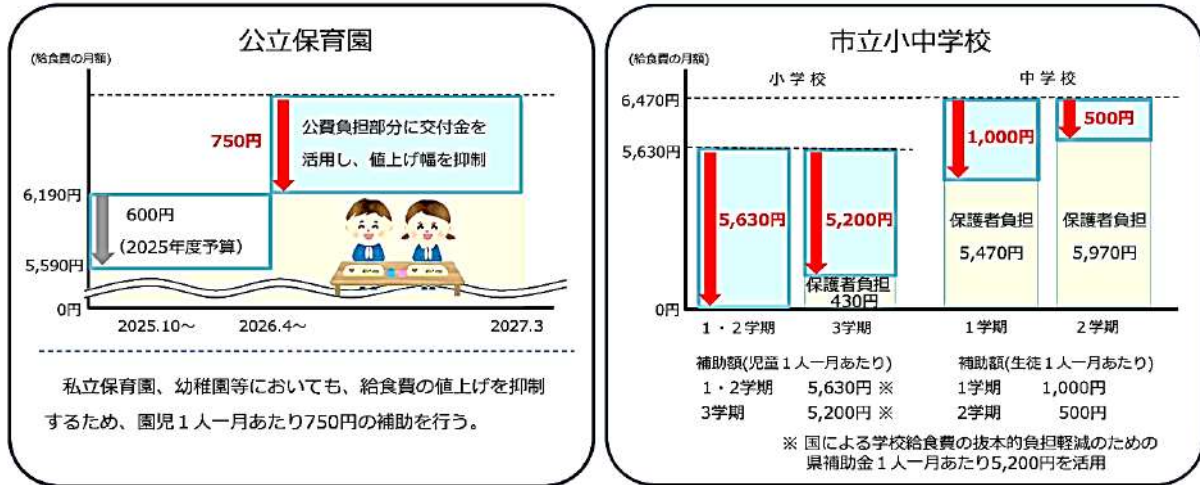 公立保育園
(給食費の月額)
750円
公費負担部分に交付金を
活用し、値上げ幅を抑制
6,190円
600円
(2025年度予算)
5,590円
0円
2025.10～
2026.4～
2027.3
私立保育園、幼稚園等においても、給食費の値上げを抑制
するため、園児１人一月あたり750円の補助を行う。
市立小中学校
(給食費の月額)
小学校
中学校
6,470円
5,630円
0円
5,630円
5,200円
保護者負担
430円
1,000円
保護者負担
5,470円
500円
保護者負担
5,970円
1・2学期
3学期
1学期
2学期
補助額(児童１人一月あたり)
1・2学期 5,630円 ※
3学期 5,200円 ※
補助額(生徒１人一月あたり)
1学期 1,000円
2学期 500円
※ 国による学校給食費の抜本的負担軽減のための
県補助金１人一月あたり5,200円を活用